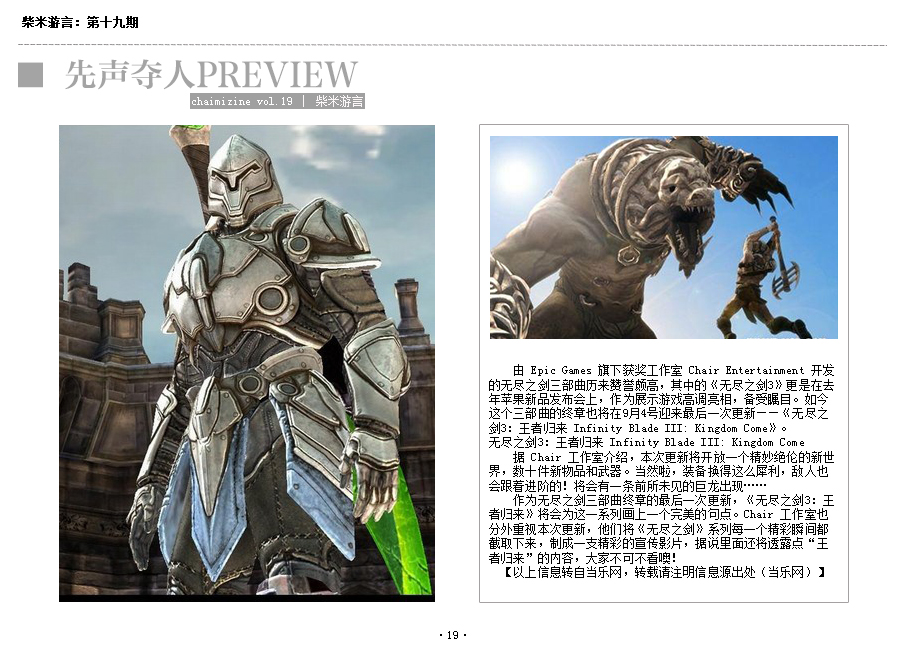 柴米游言：第十九期
先声夺人PREVIEW
chaimizine vol.19 | 柴米游言
由 Epic Games 旗下获奖工作室 Chair Entertainment 开发
的无尽之剑三部曲历来赞誉颇高，其中的《无尽之剑3》更是在去
年苹果新品发布会上，作为展示游戏高调亮相，备受瞩目。如今
这个三部曲的终章也将在9月4号迎来最后一次更新——《无尽之
剑3：王者归来 Infinity Blade III: Kingdom Come》。
无尽之剑3：王者归来 Infinity Blade III: Kingdom Come
据 Chair 工作室介绍，本次更新将开放一个精妙绝伦的新世
界，数十件新物品和武器。当然啦，装备换得这么犀利，敌人也
会跟着进阶的！将会有一条前所未见的巨龙出现……
作为无尽之剑三部曲终章的最后一次更新，《无尽之剑3：王
者归来》将会为这一系列画上一个完美的句点。Chair 工作室也
分外重视本次更新，他们将《无尽之剑》系列每一个精彩瞬间都
截取下来，制成一支精彩的宣传影片，据说里面还将透露点“王
者归来”的内容，大家不可不看噢！
【以上信息转自当乐网，转载请注明信息源出处（当乐网）】
·19·